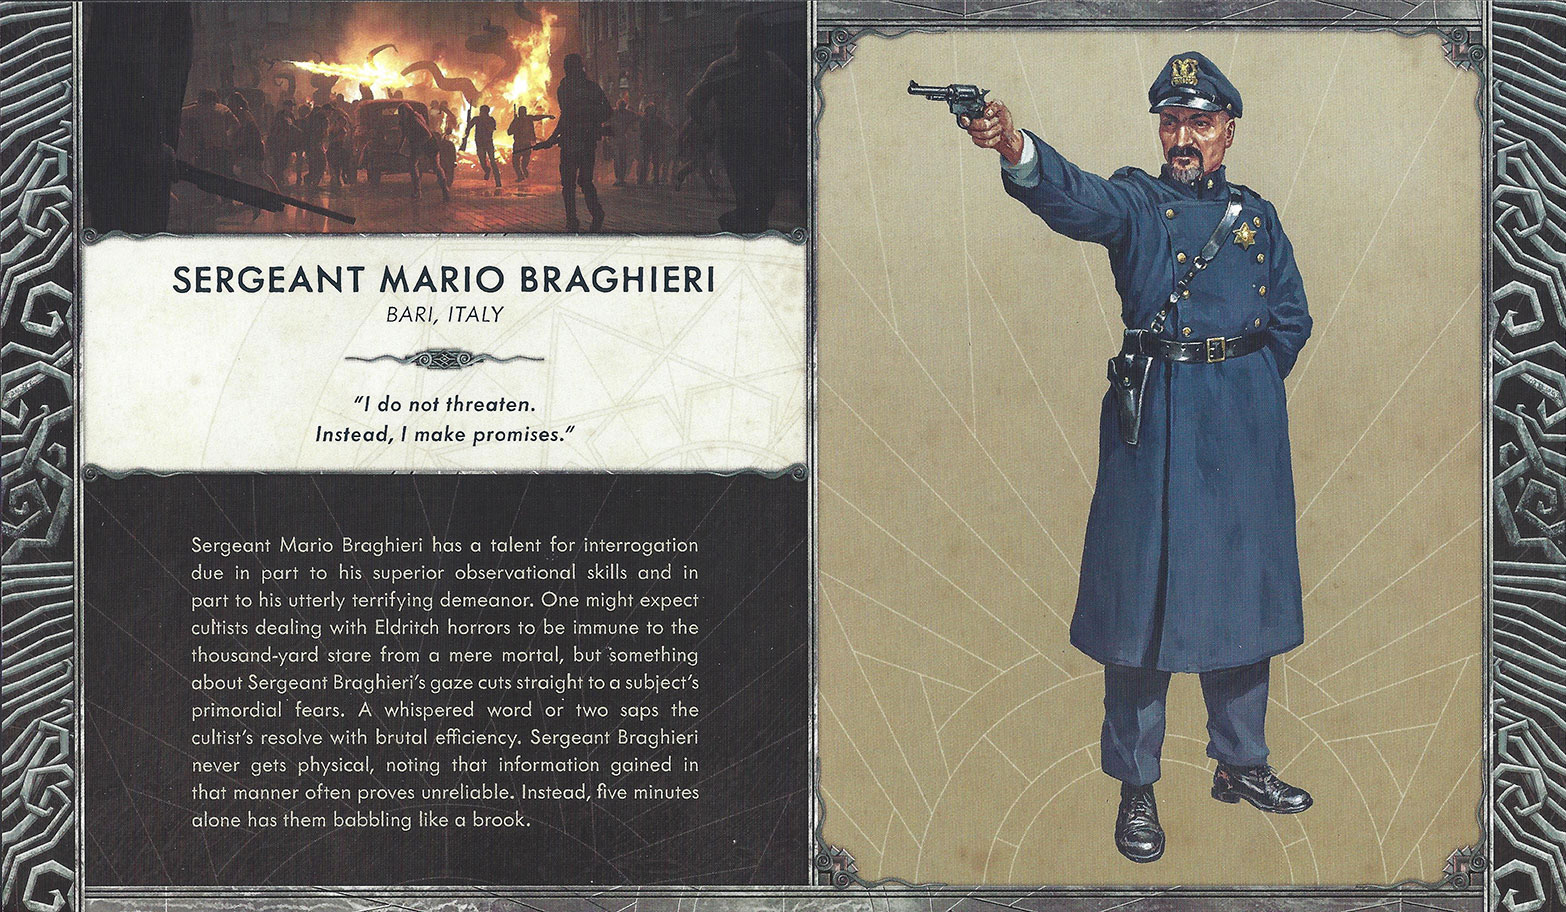 SERGEANT MARIO BRAGHIERI
BARI, ITALY
“I do not threaten.
Instead, I make promises.”
Sergeant Mario Braghieri has a talent for interrogation
due in part to his superior observational skills and in
part to his utterly terrifying demeanor. One might expect
cultists dealing with Eldritch horrors to be immune to the
thousand-yard stare from a mere mortal, but something
about Sergeant Braghieri’s gaze cuts straight to a subject’s
primordial fears. A whispered word or two saps the
cultist’s resolve with brutal efficiency. Sergeant Braghieri
never gets physical, noting that information gained in
that manner often proves unreliable. Instead, five minutes
alone has them babbling like a brook.